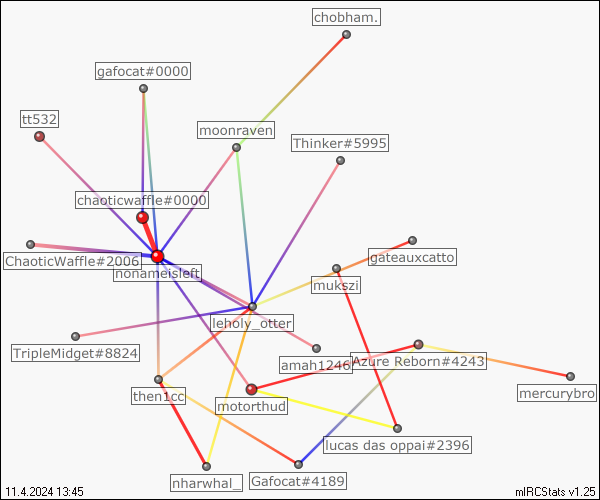 chobham.
gafocat#0000
tt532
moonraven
Thinker#5995
chaoticwaffle#0000
gateauxcatto
ChaoticWaffle#2006
nonameisleft
mukszi
leholy_otter
TripleMidget#8824
amah1246
Azure Reborn#4243
mercurybro
then1cc
motorthud
lucas das oppai#2396
nharwhal_
Gafocat#4189
11.4.2024 13:45
mIRCStats v1.25